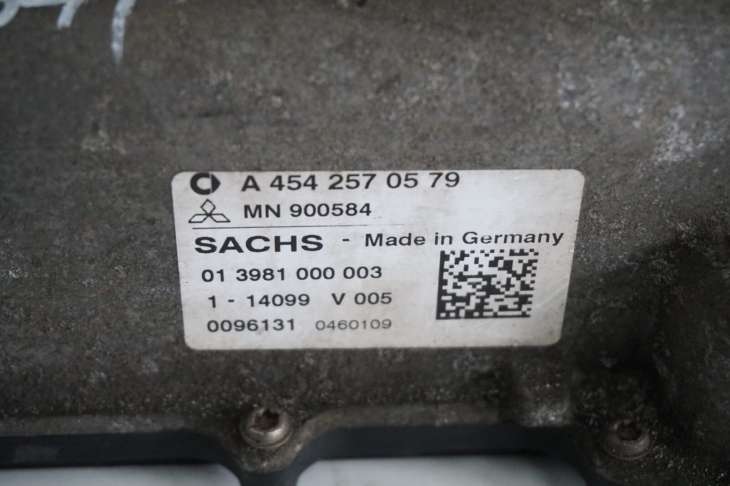 A 454 257 05 79
MN 900584
SACHS - Made in Germany
01 3981 000 003
1 - 14099 V 005
0096131 0460109